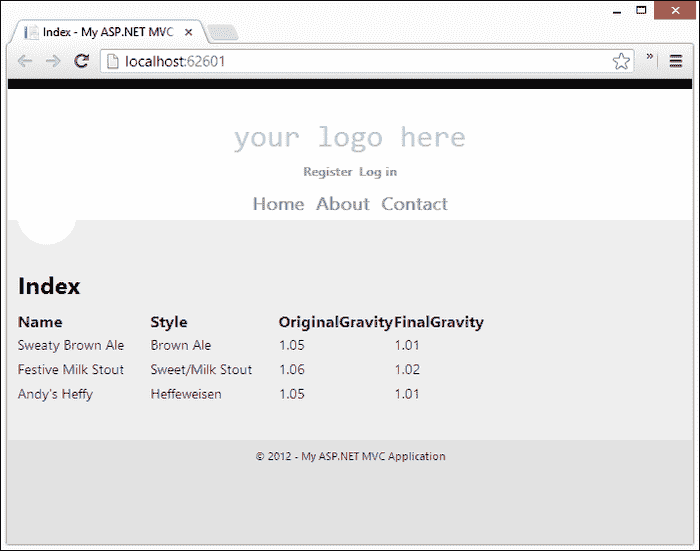 Index - My ASP.NET MVC
localhost:62601
»
your logo here
Register Log in
Home About Contact
Index
Name Style OriginalGravity FinalGravity
Sweaty Brown Ale Brown Ale 1.05 1.01
Festive Milk Stout Sweet/Milk Stout 1.06 1.02
Andy's Heffy Heffeweisen 1.05 1.01
© 2012 - My ASP.NET MVC Application